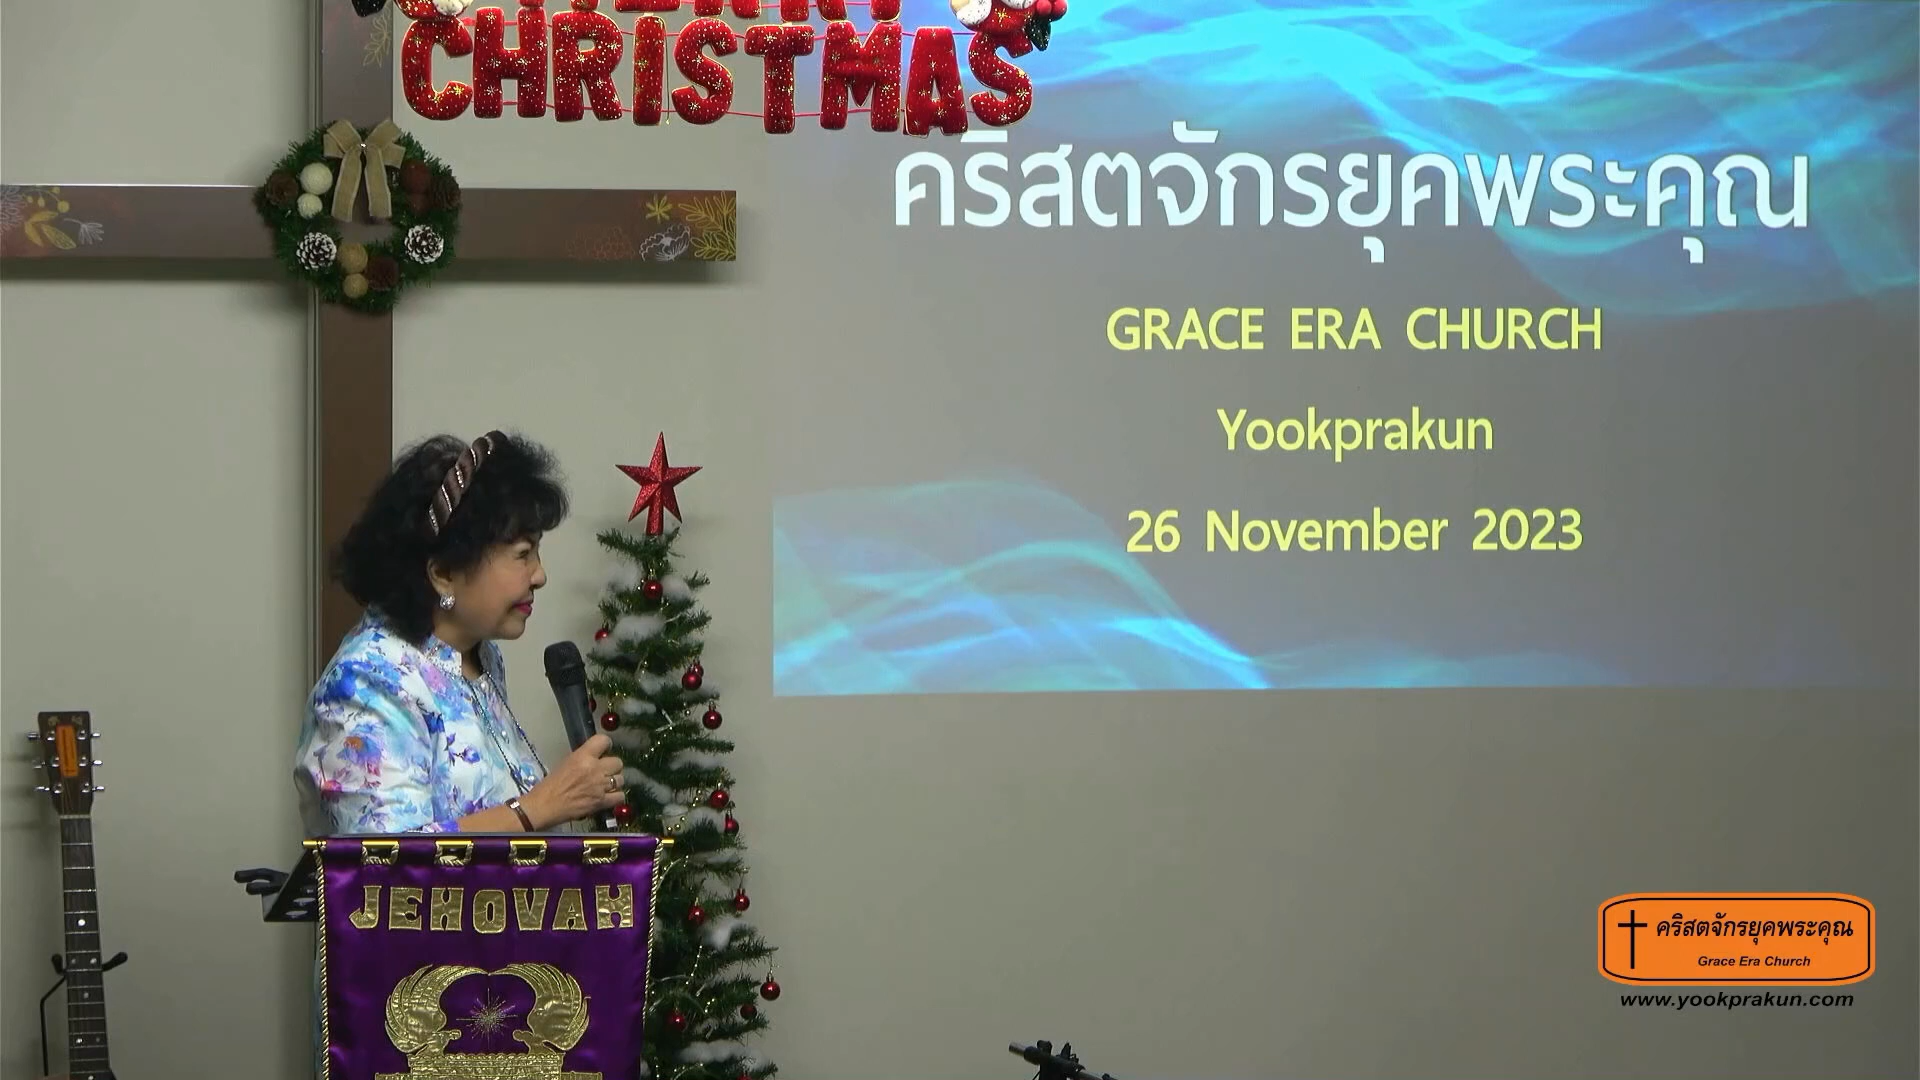 CHRISTMAS
คริสตจักรยุคพระคุณ
GRACE ERA CHURCH
Yookprakun
26 November 2023
JEHOVAH
คริสตจักรยุคพระคุณ
Grace Era Church
www.yookprakun.com